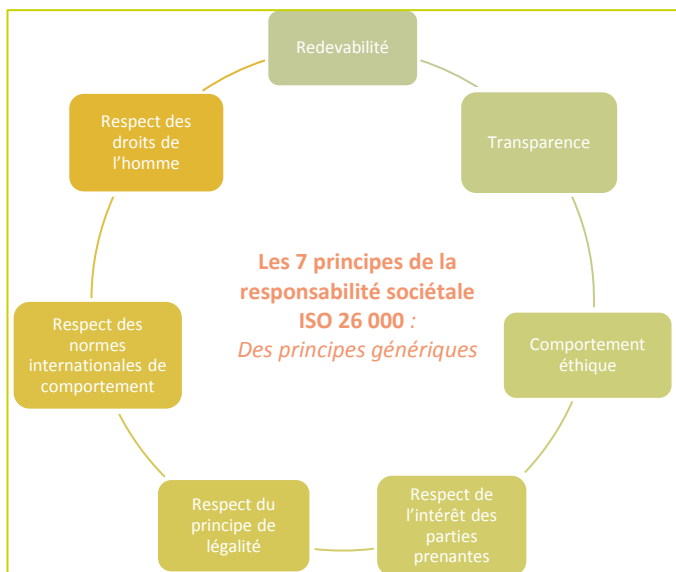 Redevabilité
Transparence
Comportement
éthique
Respect de
l'intérêt des
parties
prenantes
Respect du
principe de
légalité
Respect des
normes
internationales de
comportement
Respect des
droits de
l'homme
Les 7 principes de la
responsabilité sociétale
ISO 26 000 :
Des principes génériques